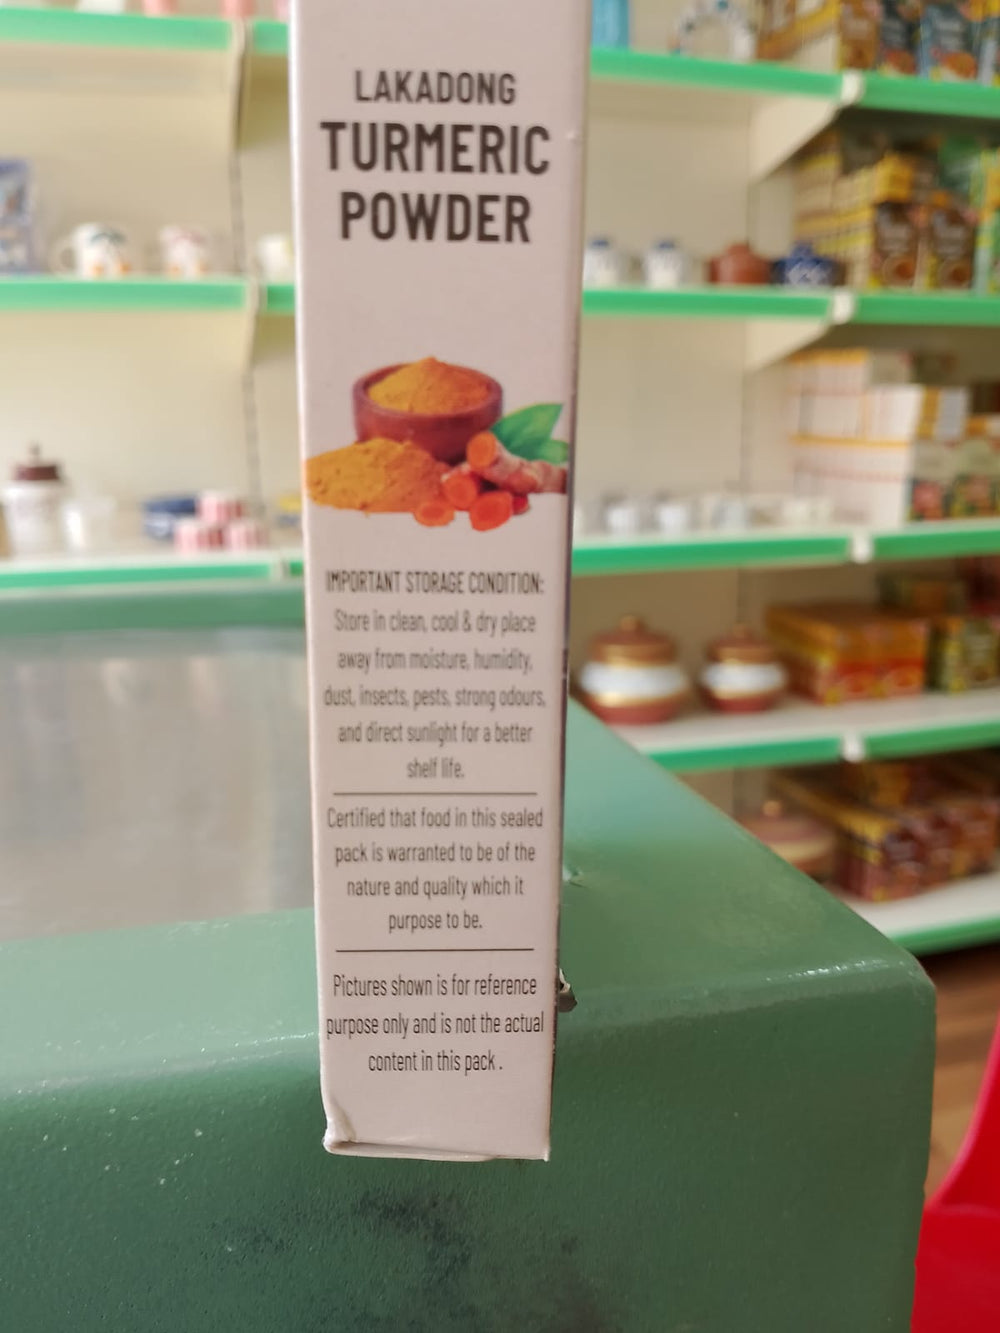 LAKADONG
TURMERIC
POWDER
IMPORTANT STORAGE CONDITION:
Store in clean, cool & dry place
away from moisture, humidity,
dust, insects, pests, strong odours,
and direct sunlight for a better
shelf life.
Certified that food in this sealed
pack is warranted to be of the
nature and quality which it
purpose to be.
Pictures shown is for reference
purpose only and is not the actual
content in this pack .